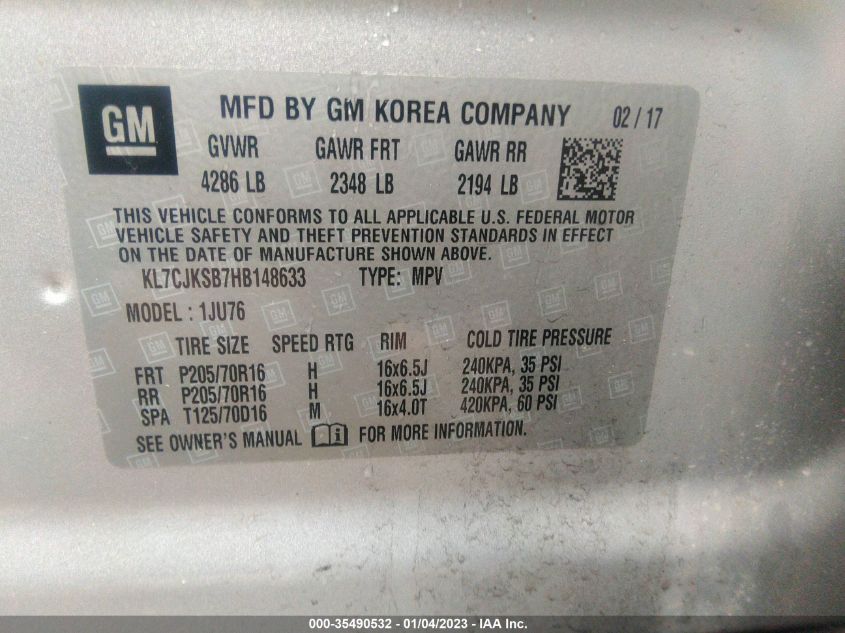 GM MFD BY GM KOREA COMPANY 02 / 17
GVWR GAWR FRT GAWR RR
4286 LB 2348 LB 2194 LB
THIS VEHICLE CONFORMS TO ALL APPLICABLE U.S. FEDERAL MOTOR
VEHICLE SAFETY AND THEFT PREVENTION STANDARDS IN EFFECT
ON THE DATE OF MANUFACTURE SHOWN ABOVE.
KL7CJKSB7HB148633 TYPE: MPV
MODEL : 1JU76
TIRE SIZE SPEED RTG RIM COLD TIRE PRESSURE
FRT P205/70R16 H 16x6.5J 240KPA, 35 PSI
RR P205/70R16 H 16x6.5J 240KPA, 35 PSI
SPA T125/70D16 M 16x4.0T 420KPA, 60 PSI
SEE OWNER'S MANUAL i FOR MORE INFORMATION.
000-35490532 - 01/04/2023 - IAA Inc.